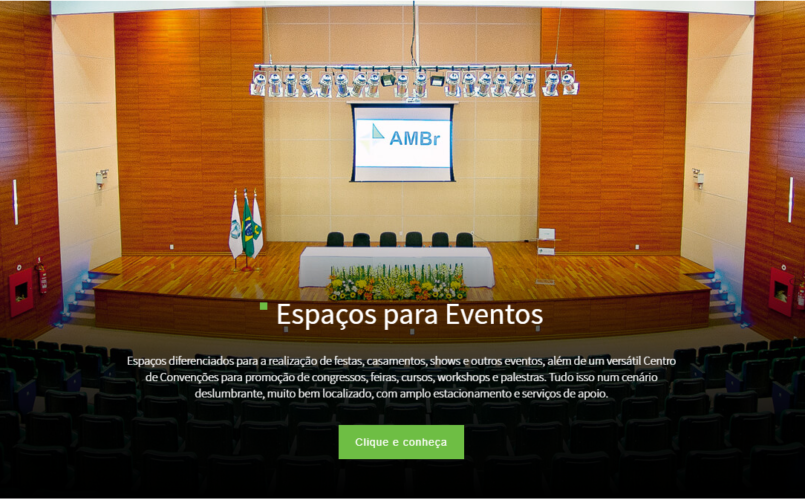 AMBr
Espaços para Eventos
Espaços diferenciados para a realização de festas, casamentos, shows e outros eventos, além de um versátil Centro
de Convenções para promoção de congressos, feiras, cursos, workshops e palestras. Tudo isso num cenário
deslumbrante, muito bem localizado, com amplo estacionamento e serviços de apoio.
Clique e conheça